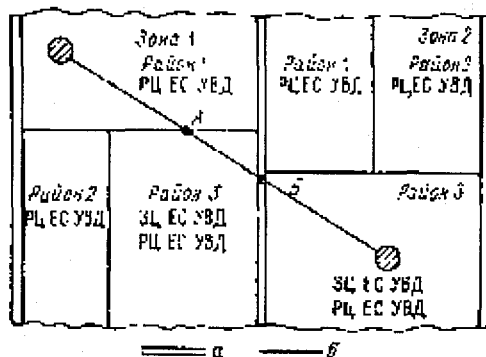 Зона 1
Район 1
РЦ ЕС УВД
А
Район 2
РЦ ЕС УВД
Район 3
ЗЦ ЕС УВД
РЦ ЕС УВД
Зона 2
Район 1
РЦ ЕС УВД
Район 2
РЦ ЕС УВД
Б
Район 3
ЗЦ ЕС УВД
РЦ ЕС УВД
а
б